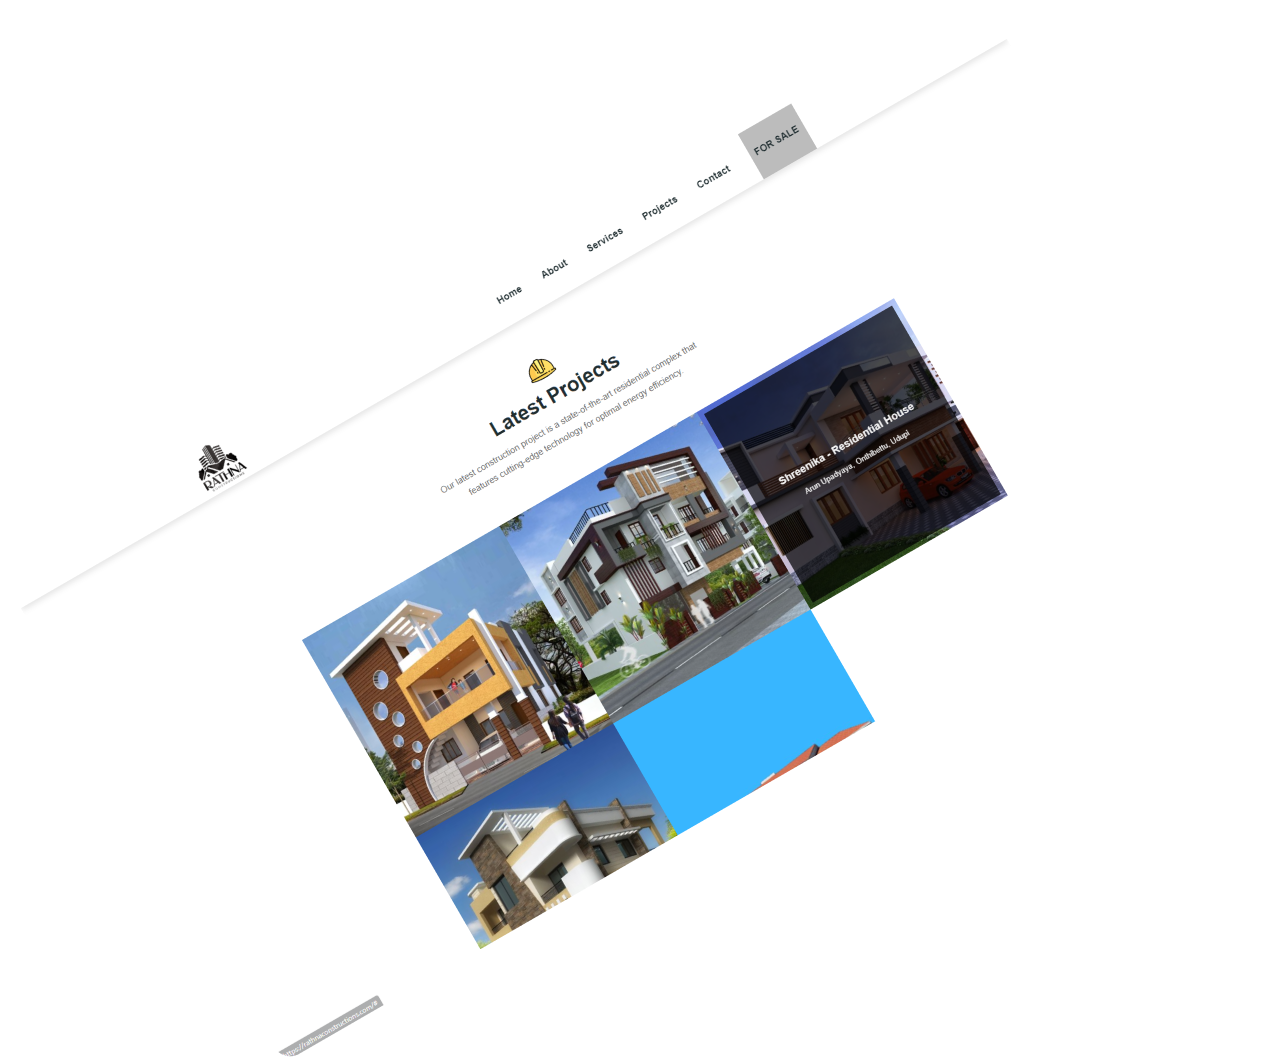 RATHNA
Home
About
Services
Projects
Contact
FOR SALE
Latest Projects
Our latest construction project is a state-of-the-art residential complex that
features cutting-edge technology for optimal energy efficiency.
Shreenika - Residential House
Arun Upadyaya, Onthibettu, Udupi
https://rathnaconstructions.com/#